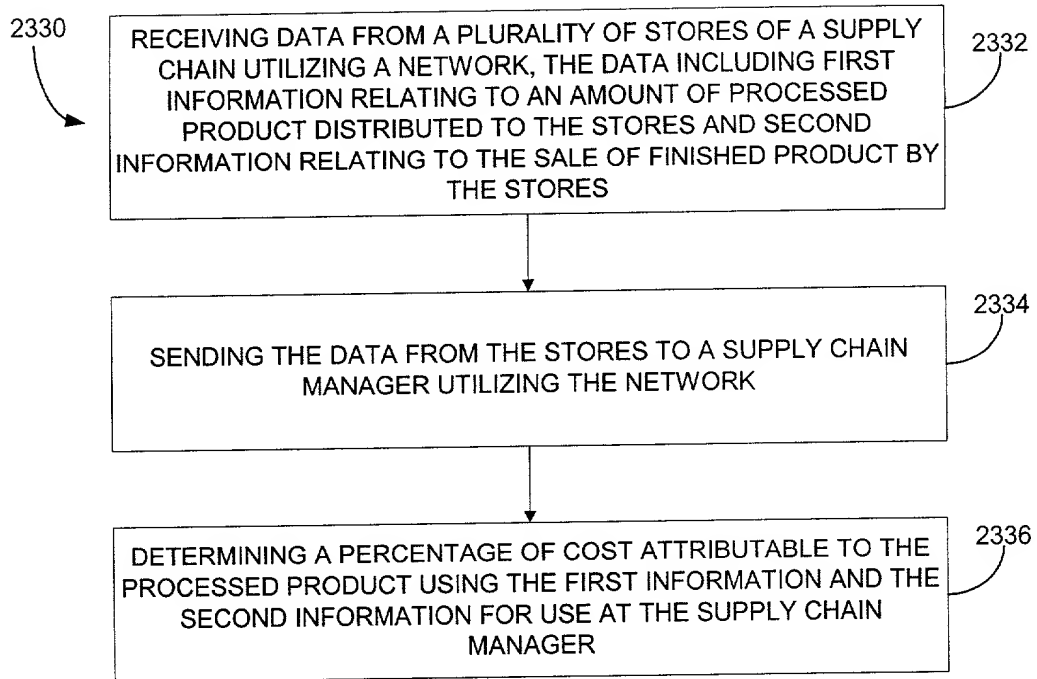 2330
RECEIVING DATA FROM A PLURALITY OF STORES OF A SUPPLY
CHAIN UTILIZING A NETWORK, THE DATA INCLUDING FIRST
INFORMATION RELATING TO AN AMOUNT OF PROCESSED
PRODUCT DISTRIBUTED TO THE STORES AND SECOND
INFORMATION RELATING TO THE SALE OF FINISHED PRODUCT BY
THE STORES
2332
SENDING THE DATA FROM THE STORES TO A SUPPLY CHAIN
MANAGER UTILIZING THE NETWORK
2334
DETERMINING A PERCENTAGE OF COST ATTRIBUTABLE TO THE
PROCESSED PRODUCT USING THE FIRST INFORMATION AND THE
SECOND INFORMATION FOR USE AT THE SUPPLY CHAIN
MANAGER
2336